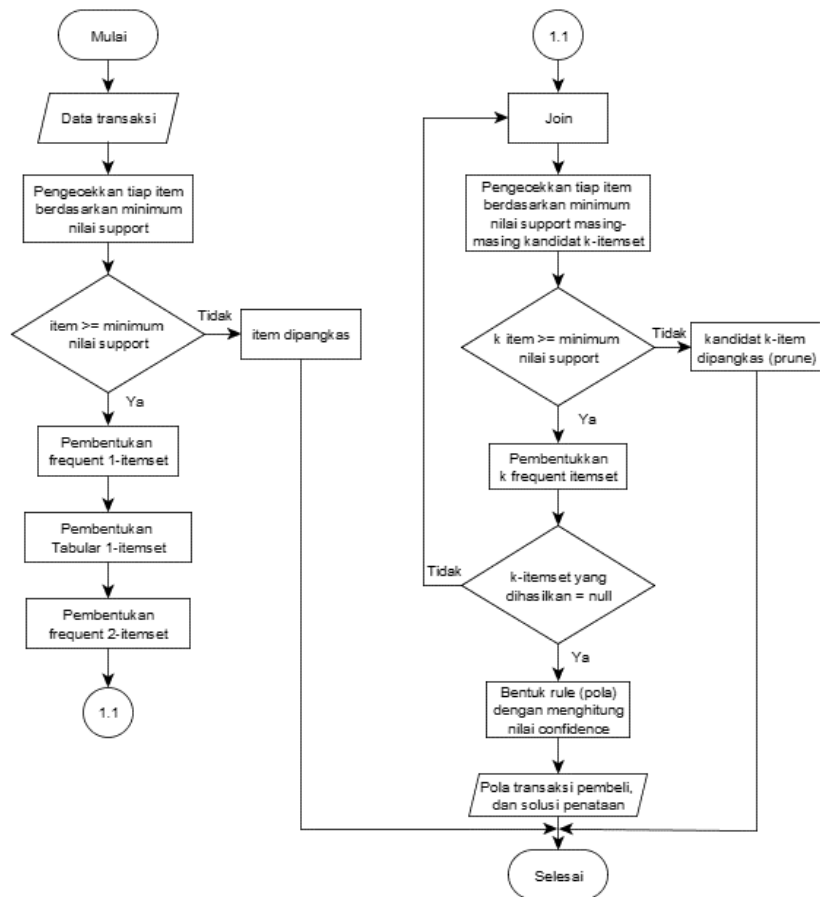 Mulai
Data transaksi
Pengecekkan tiap item
berdasarkan minimum
nilai support
item >= minimum
nilai support
Tidak
item dipangkas
Ya
Pembentukan
frequent 1-itemset
Pembentukan
Tabular 1-itemset
Pembentukan
frequent 2-itemset
1.1
1.1
Join
Pengecekkan tiap item
berdasarkan minimum
nilai support masing-
masing kandidat k-itemset
k item >= minimum
nilai support
Tidak
kandidat k-item
dipangkas (prune)
Ya
Pembentukkan
k frequent itemset
k-itemset yang
dihasilkan = null
Tidak
Ya
Bentuk rule (pola)
dengan menghitung
nilai confidence
Pola transaksi pembeli,
dan solusi penataan
Selesai